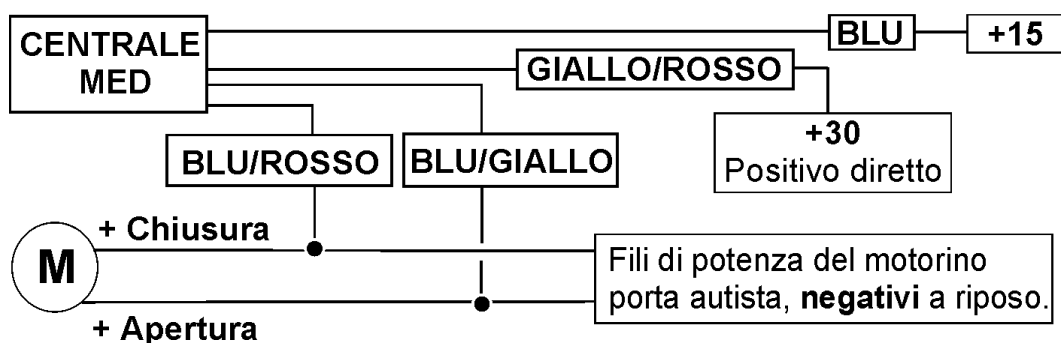 CENTRALE
MED
BLU
+15
GIALLO/ROSSO
+30
Positivo diretto
BLU/ROSSO
BLU/GIALLO
+ Chiusura
M
Fili di potenza del motorino
porta autista, negativi a riposo.
+ Apertura